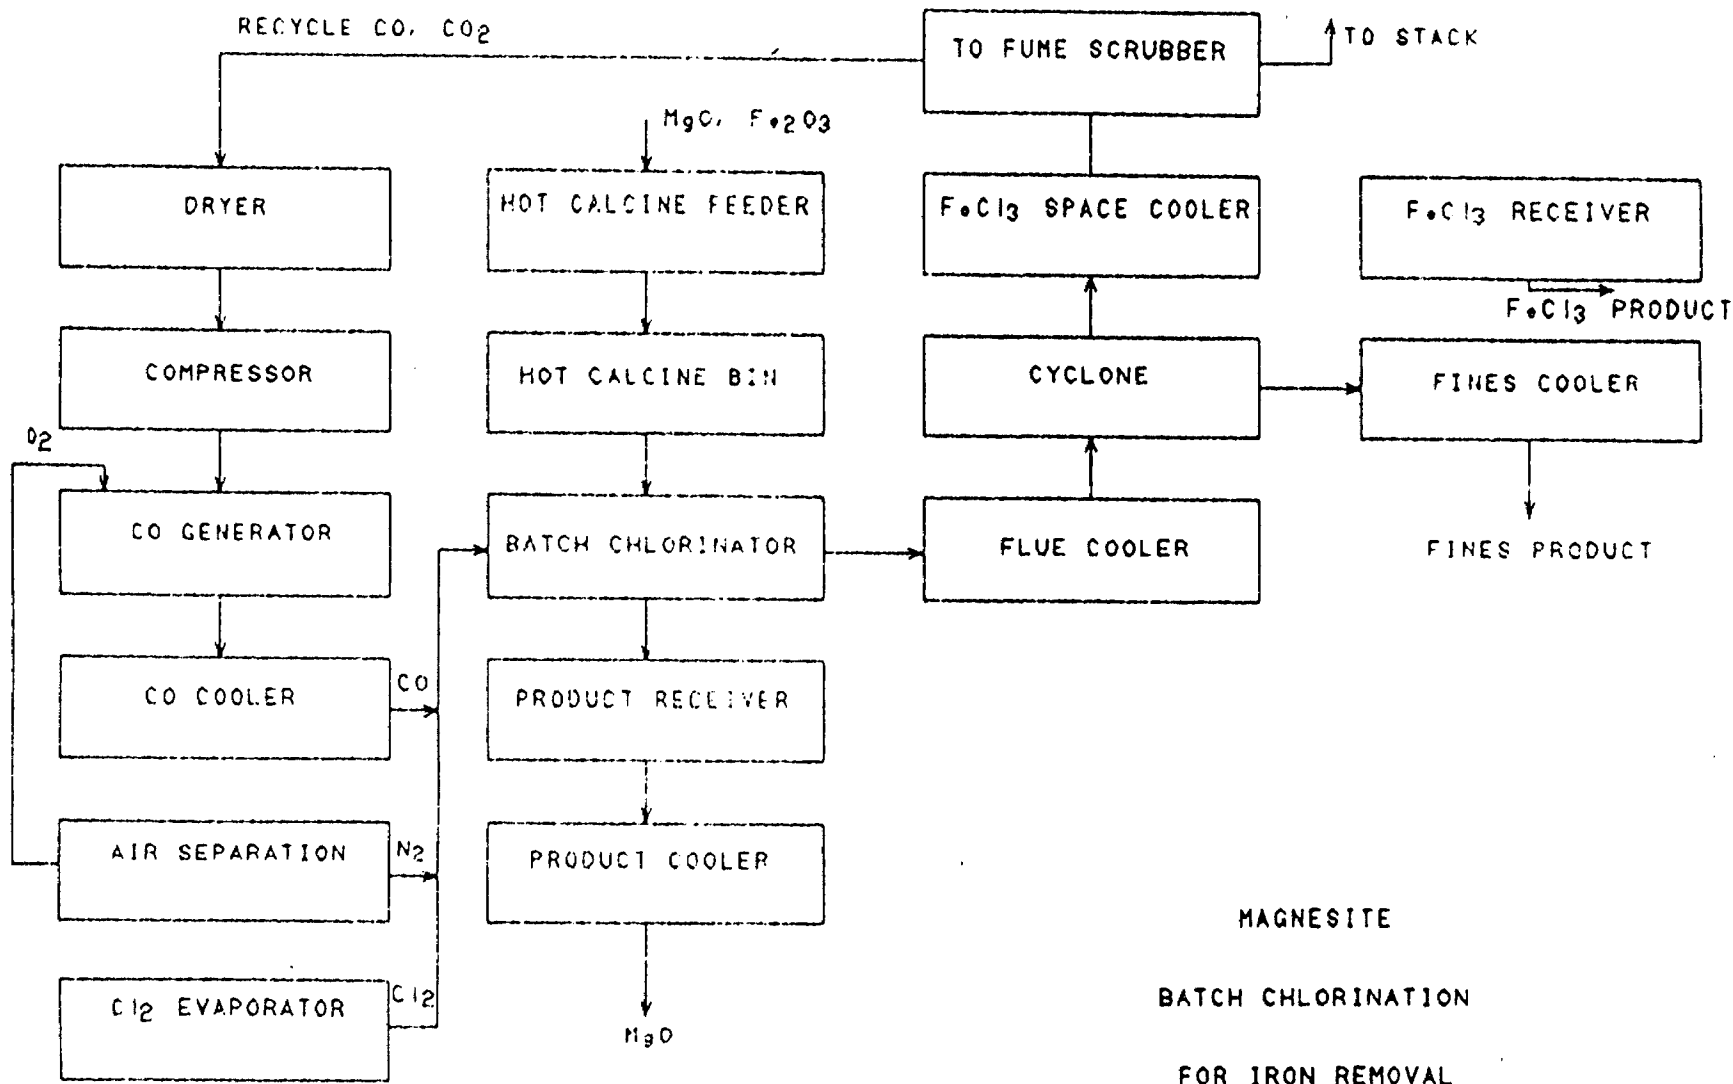 RECYCLE CO, CO2
TO FUME SCRUBBER
TO STACK
MgO, Fe2O3
DRYER
HOT CALCINE FEEDER
FeCl3 SPACE COOLER
FeCl3 RECEIVER
FeCl3 PRODUCT
COMPRESSOR
HOT CALCINE BIN
CYCLONE
FINES COOLER
O2
CO GENERATOR
BATCH CHLORINATOR
FLUE COOLER
FINES PRODUCT
CO COOLER
CO
PRODUCT RECEIVER
AIR SEPARATION
N2
PRODUCT COOLER
Cl2 EVAPORATOR
Cl2
MgO
MAGNESITE
BATCH CHLORINATION
FOR IRON REMOVAL